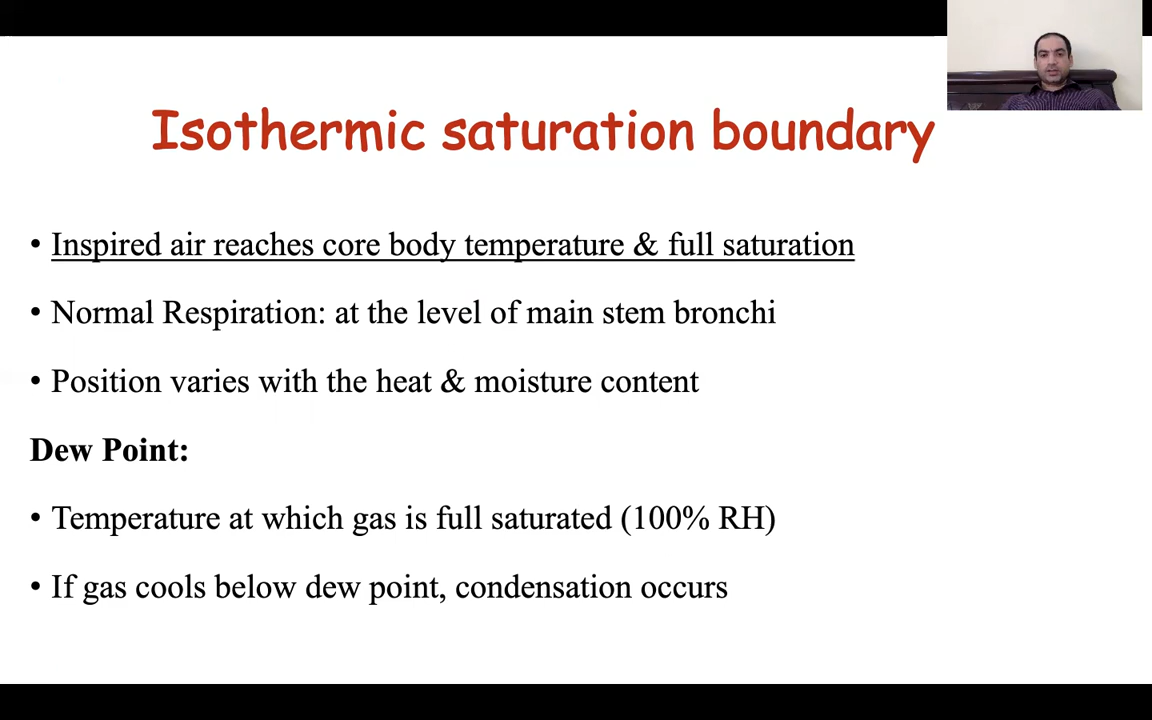 Isothermic saturation boundary
• Inspired air reaches core body temperature & full saturation
• Normal Respiration: at the level of main stem bronchi
• Position varies with the heat & moisture content
Dew Point:
• Temperature at which gas is full saturated (100% RH)
• If gas cools below dew point, condensation occurs